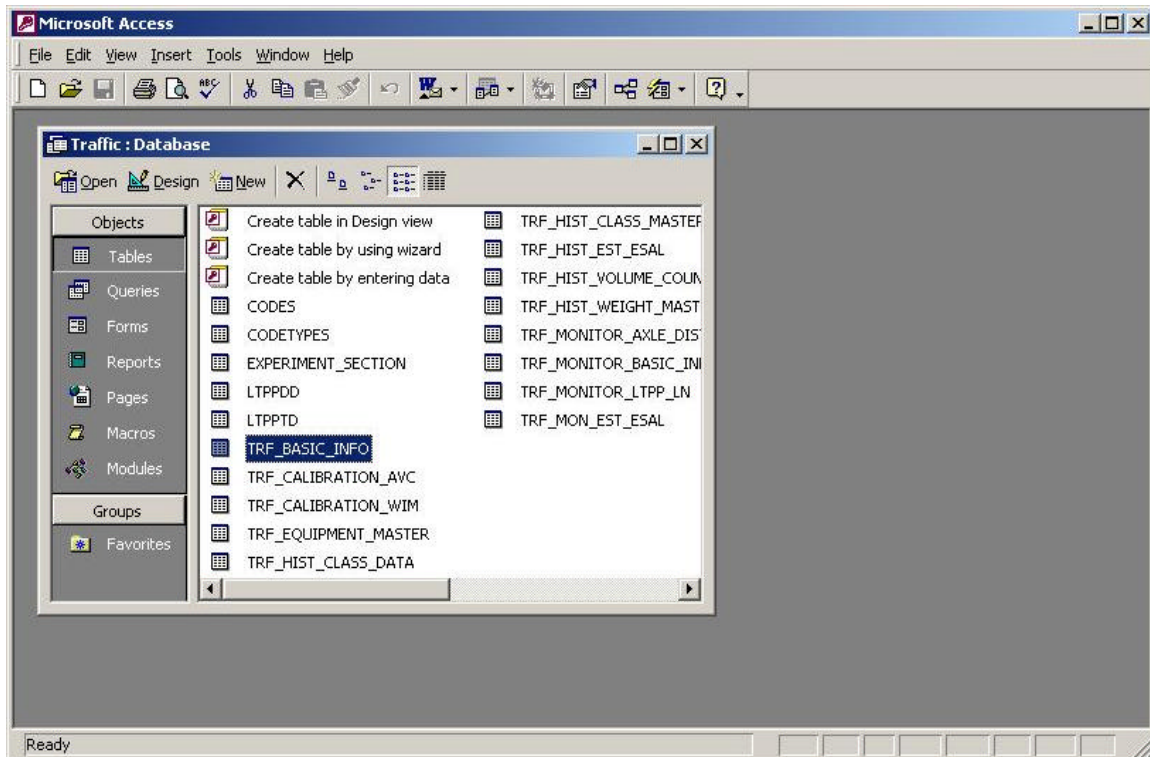 Microsoft Access
File Edit View Insert Tools Window Help
Traffic : Database
Open Design New
Objects
Tables
Queries
Forms
Reports
Pages
Macros
Modules
Groups
Favorites
Create table in Design view
Create table by using wizard
Create table by entering data
CODES
CODETYPES
EXPERIMENT_SECTION
LTPPDD
LTPPTD
TRF_BASIC_INFO
TRF_CALIBRATION_AVC
TRF_CALIBRATION_WIM
TRF_EQUIPMENT_MASTER
TRF_HIST_CLASS_DATA
TRF_HIST_CLASS_MASTER
TRF_HIST_EST_ESAL
TRF_HIST_VOLUME_COUN
TRF_HIST_WEIGHT_MAST
TRF_MONITOR_AXLE_DIS
TRF_MONITOR_BASIC_IN
TRF_MONITOR_LTPP_LN
TRF_MON_EST_ESAL
Ready